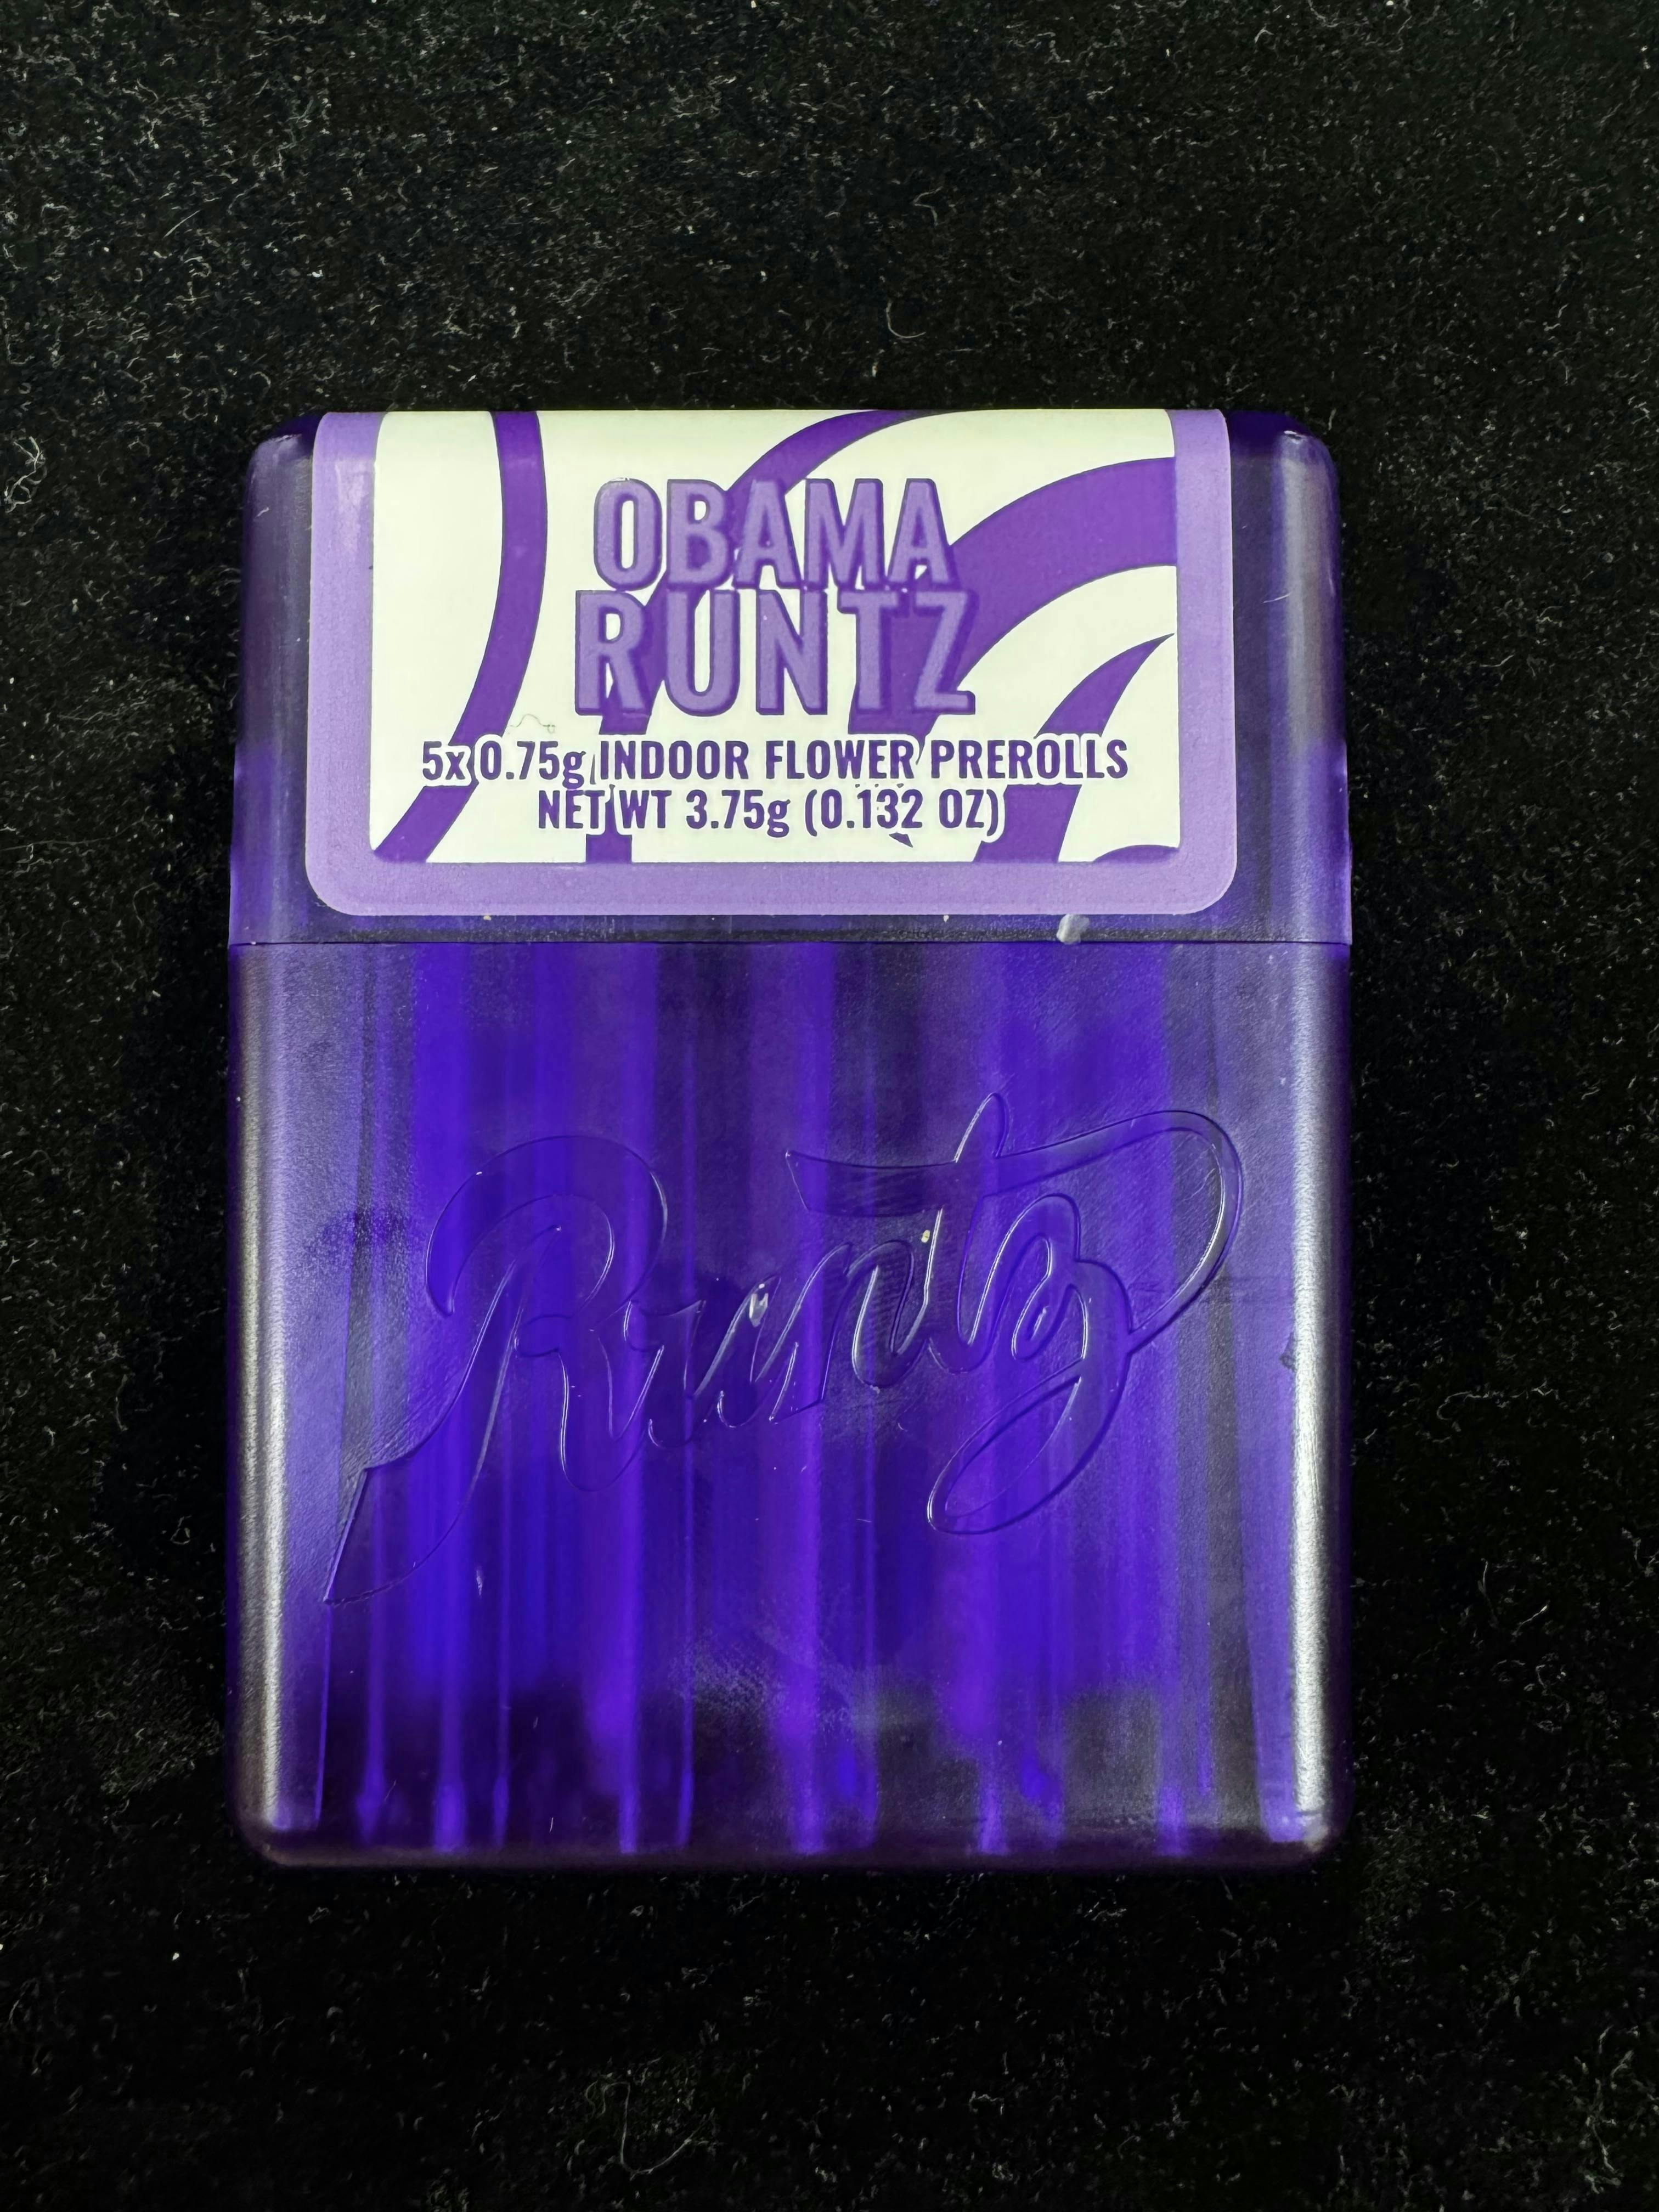 OBAMA
RUNTZ
5x 0.75g INDOOR FLOWER PREROLLS
NET WT 3.75g (0.132 OZ)
Runtz